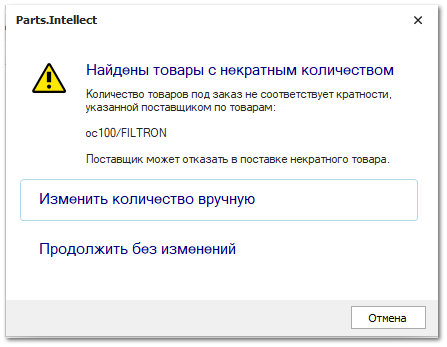 Parts.Intellect
Найдены товары с некратным количеством
Количество товаров под заказ не соответствует кратности,
указанной поставщиком по товарам:
oc100/FILTRON
Поставщик может отказать в поставке некратного товара.
Изменить количество вручную
Продолжить без изменений
Отмена